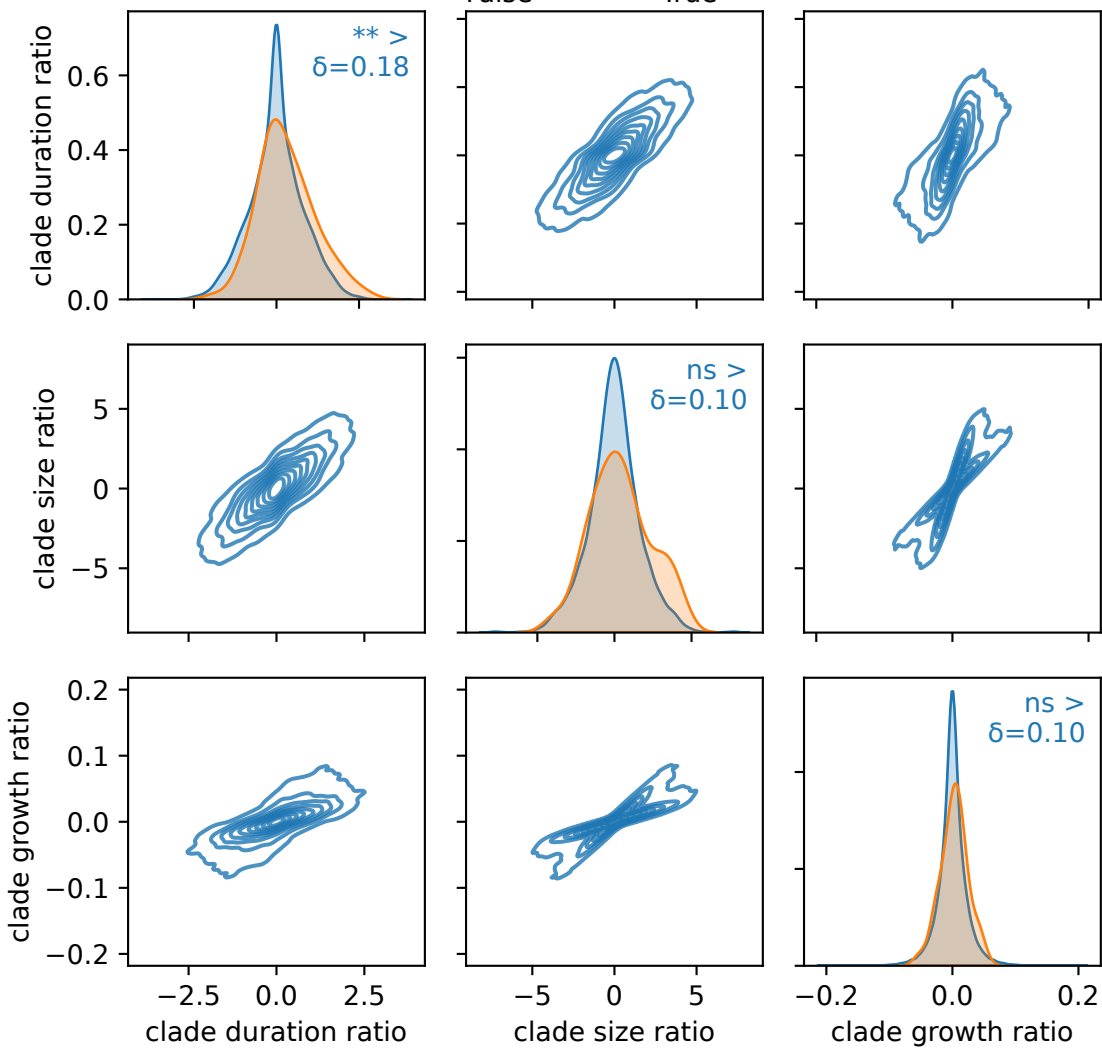 ** >
δ=0.18
clade duration ratio
0.6
0.4
0.2
0.0
ns >
δ=0.10
clade size ratio
5
0
−5
ns >
δ=0.10
clade growth ratio
0.2
0.1
0.0
−0.1
−0.2
−2.5 0.0 2.5
−5 0 5
−0.2 0.0 0.2
clade duration ratio
clade size ratio
clade growth ratio